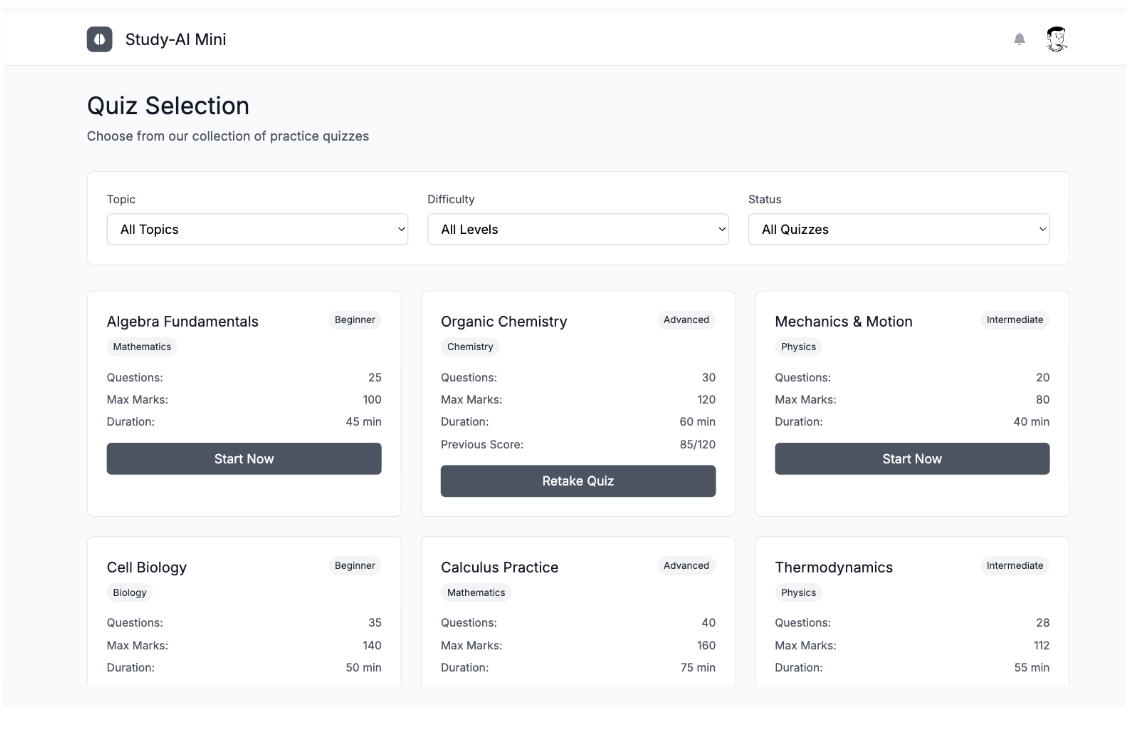 Study-AI Mini
Quiz Selection
Choose from our collection of practice quizzes
Topic
All Topics
Difficulty
All Levels
Status
All Quizzes
Algebra Fundamentals
Beginner
Mathematics
Questions: 25
Max Marks: 100
Duration: 45 min
Start Now
Organic Chemistry
Advanced
Chemistry
Questions: 30
Max Marks: 120
Duration: 60 min
Previous Score: 85/120
Retake Quiz
Mechanics & Motion
Intermediate
Physics
Questions: 20
Max Marks: 80
Duration: 40 min
Start Now
Cell Biology
Beginner
Biology
Questions: 35
Max Marks: 140
Duration: 50 min
Calculus Practice
Advanced
Mathematics
Questions: 40
Max Marks: 160
Duration: 75 min
Thermodynamics
Intermediate
Physics
Questions: 28
Max Marks: 112
Duration: 55 min